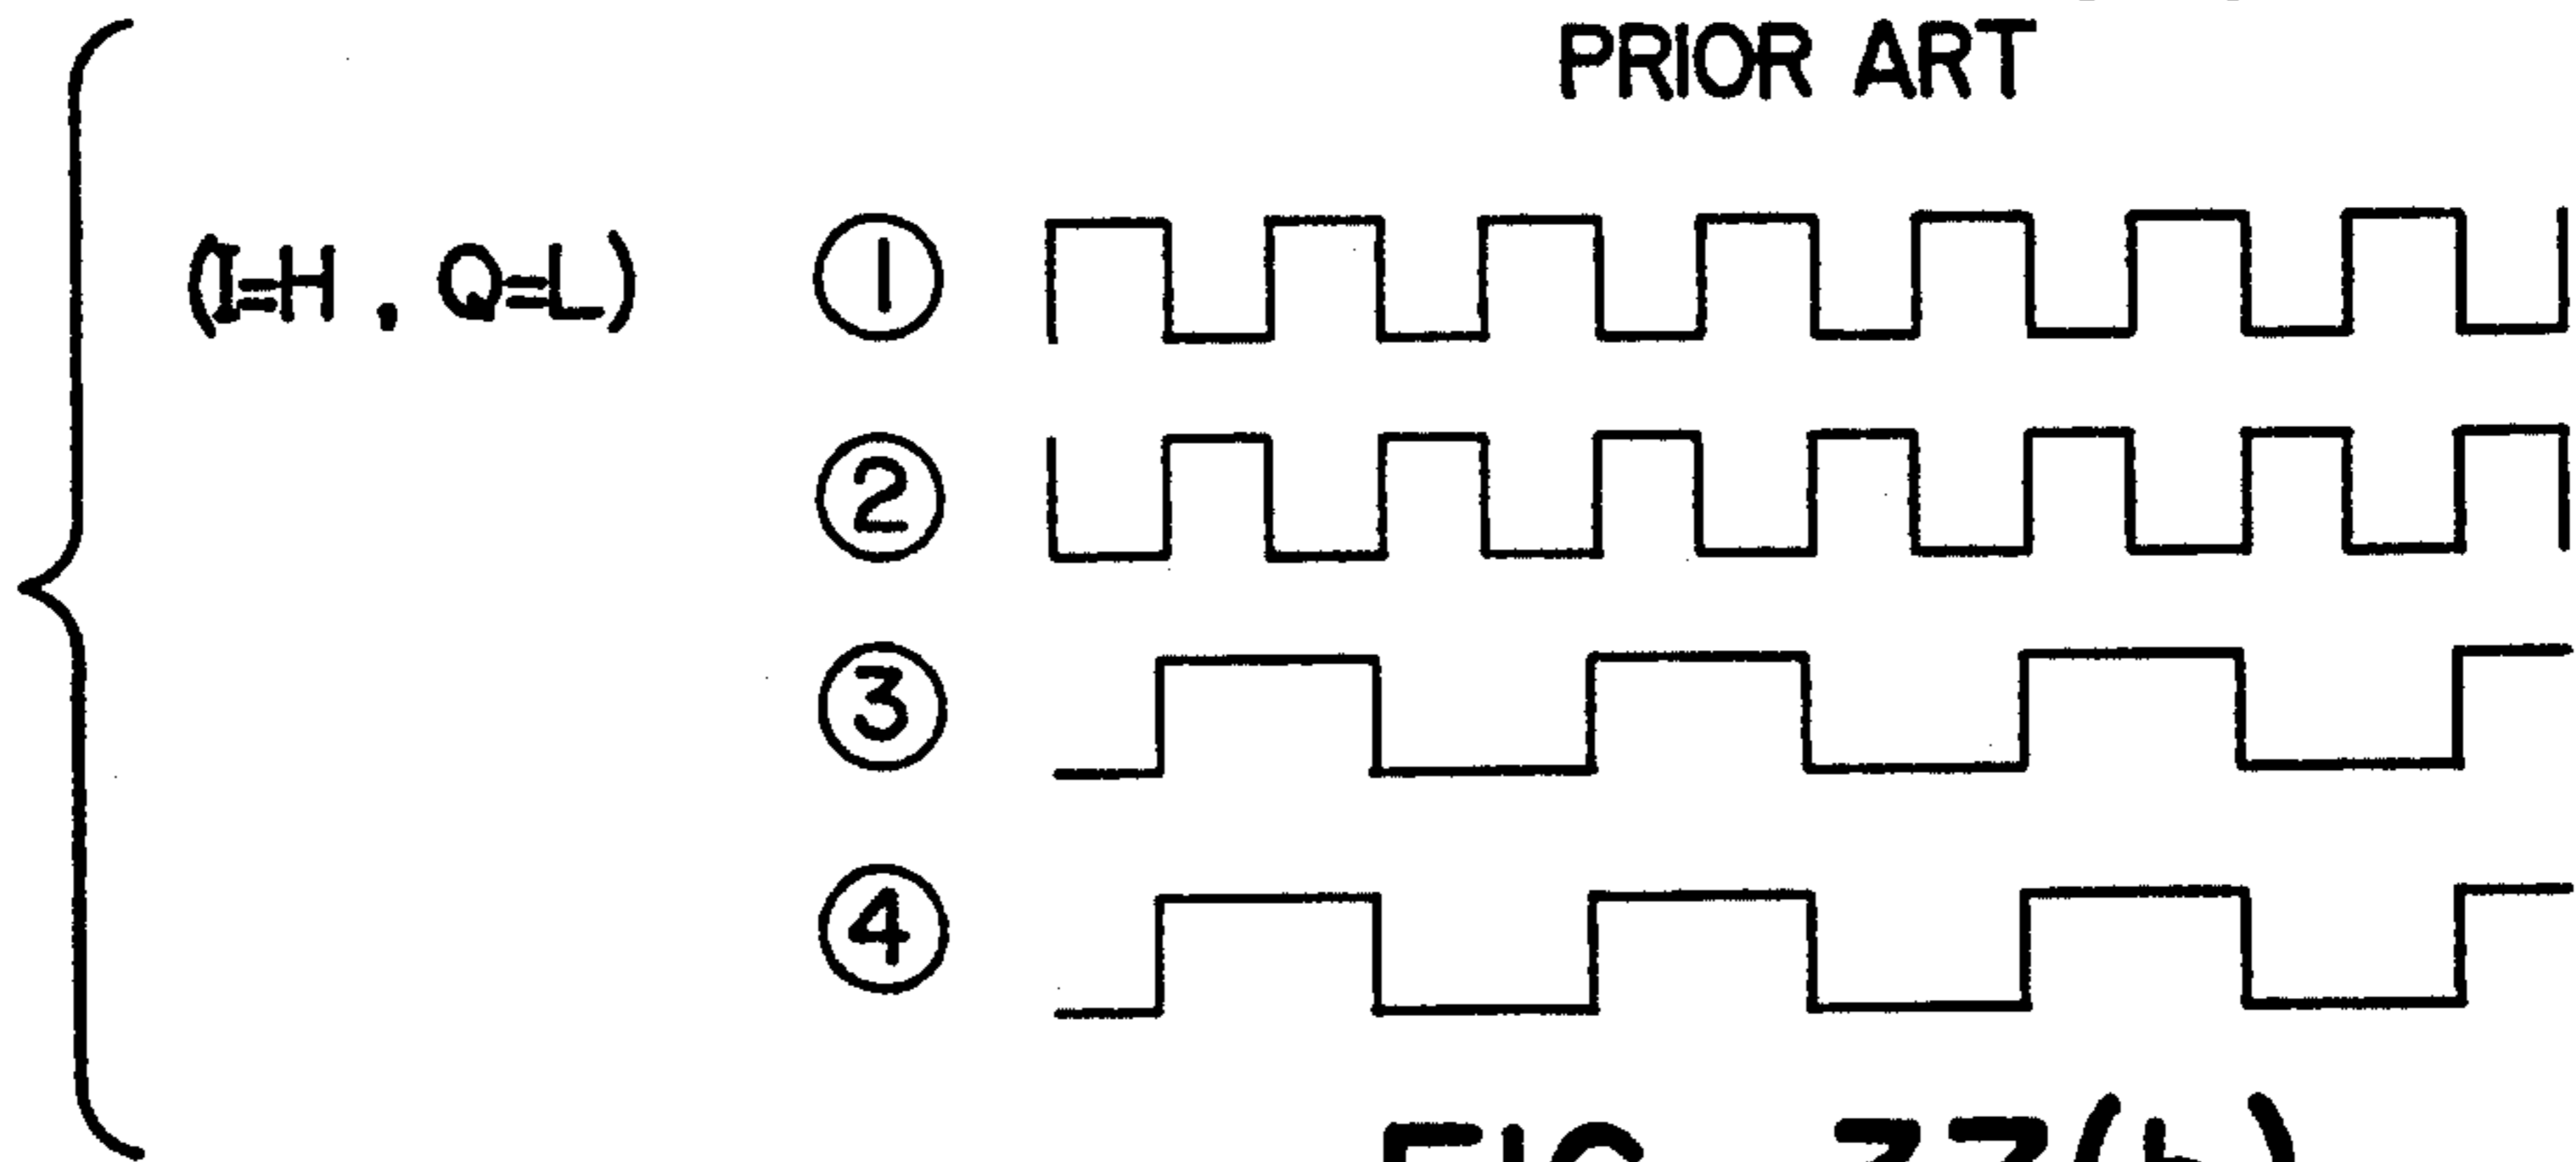 PRIOR ART
(I=H , Q=L)
①
②
③
④